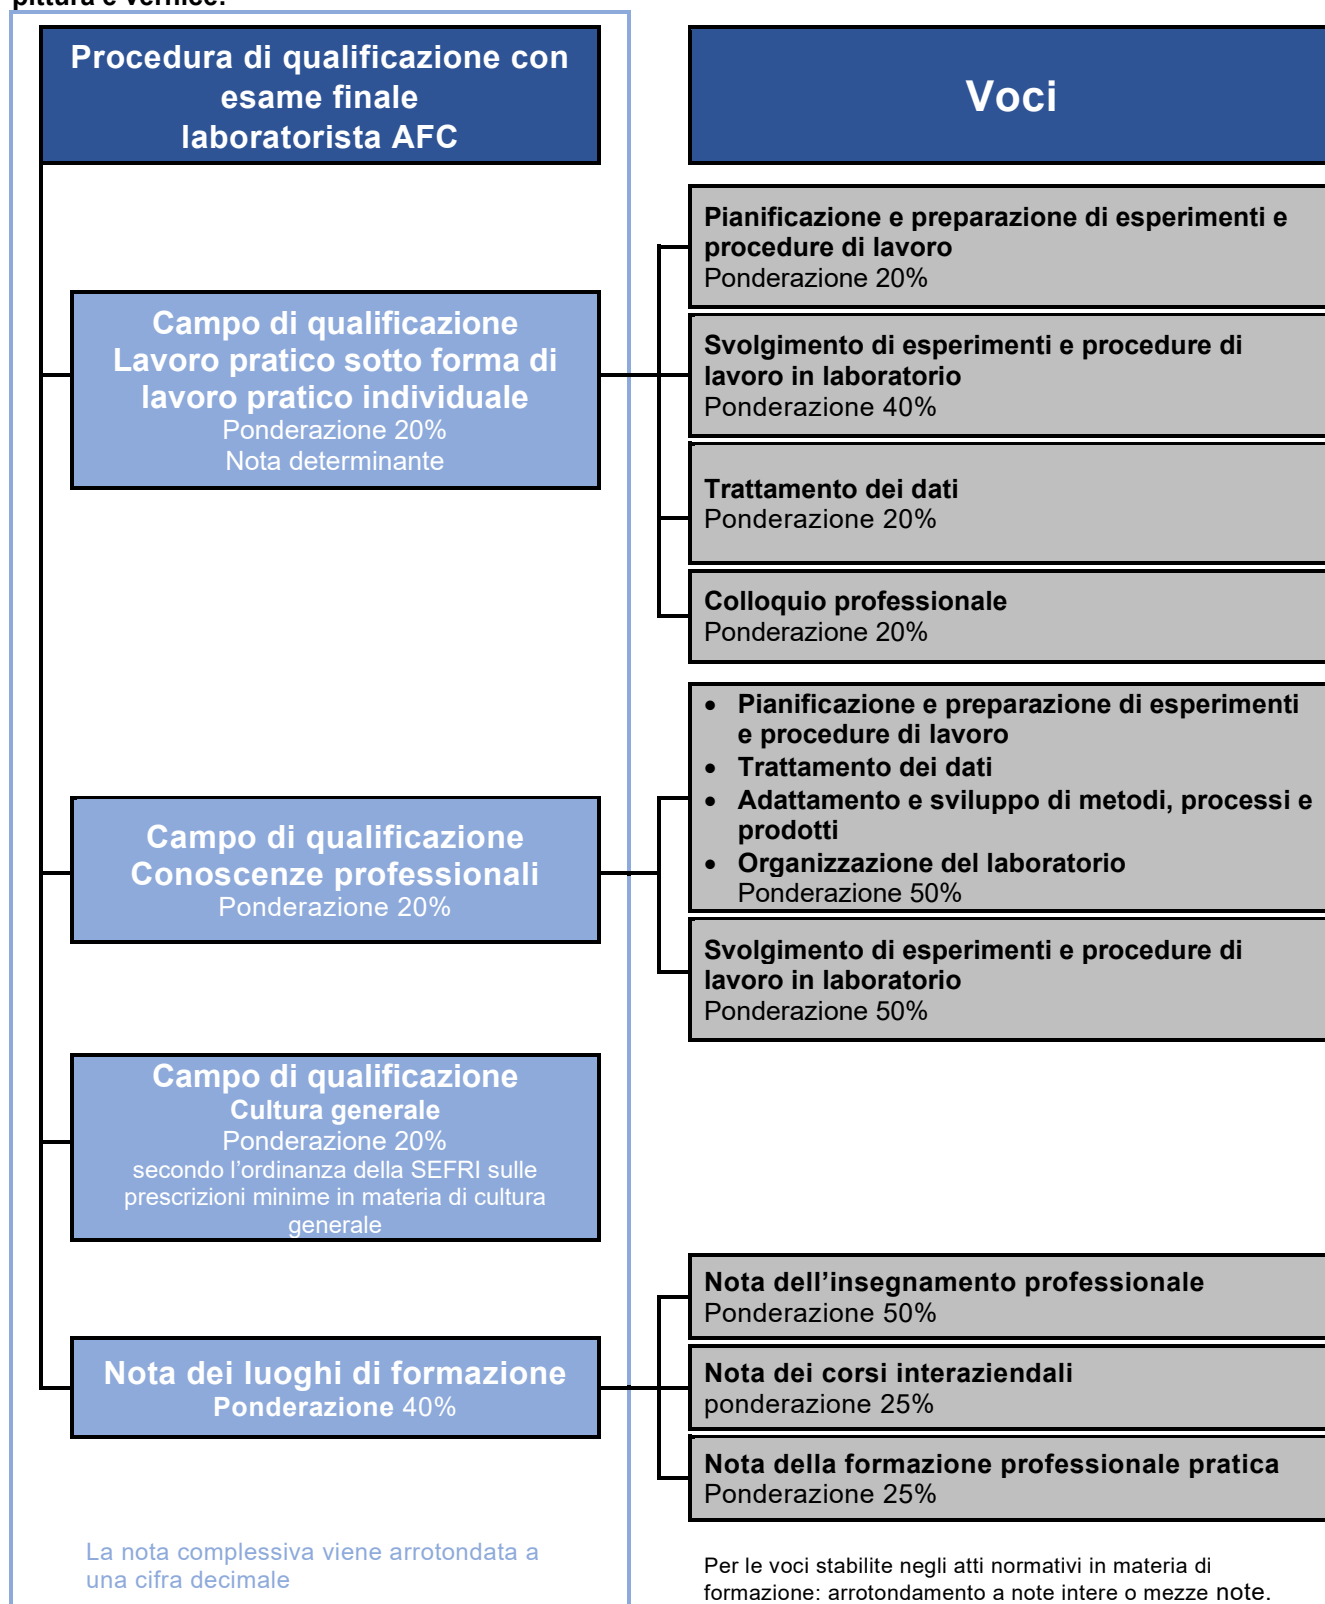 pittura e vernice.
Procedura di qualificazione con
esame finale
laboratorista AFC
Voci
Campo di qualificazione
Lavoro pratico sotto forma di
lavoro pratico individuale
Ponderazione 20%
Nota determinante
Pianificazione e preparazione di esperimenti e
procedure di lavoro
Ponderazione 20%
Svolgimento di esperimenti e procedure di
lavoro in laboratorio
Ponderazione 40%
Trattamento dei dati
Ponderazione 20%
Colloquio professionale
Ponderazione 20%
Campo di qualificazione
Conoscenze professionali
Ponderazione 20%
• Pianificazione e preparazione di esperimenti
e procedure di lavoro
• Trattamento dei dati
• Adattamento e sviluppo di metodi, processi e
prodotti
• Organizzazione del laboratorio
Ponderazione 50%
Svolgimento di esperimenti e procedure di
lavoro in laboratorio
Ponderazione 50%
Campo di qualificazione
Cultura generale
Ponderazione 20%
secondo l’ordinanza della SEFRI sulle
prescrizioni minime in materia di cultura
generale
Nota dei luoghi di formazione
Ponderazione 40%
Nota dell’insegnamento professionale
Ponderazione 50%
Nota dei corsi interaziendali
ponderazione 25%
Nota della formazione professionale pratica
Ponderazione 25%
La nota complessiva viene arrotondata a
una cifra decimale
Per le voci stabilite negli atti normativi in materia di
formazione: arrotondamento a note intere o mezze note.